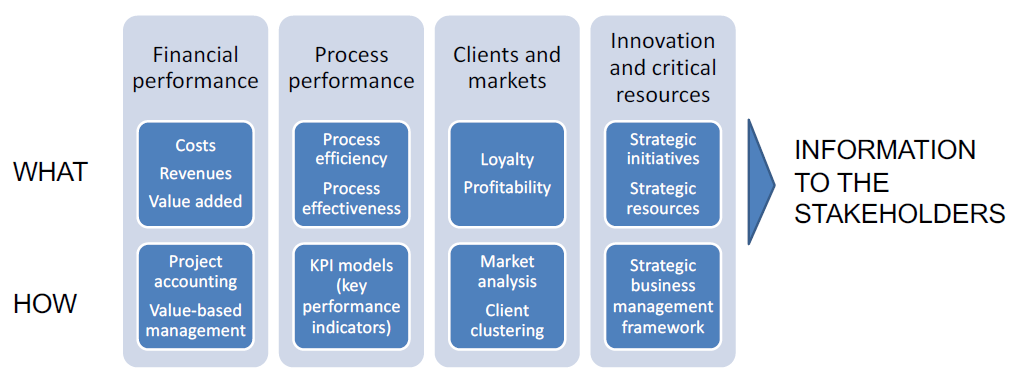 Financial
performance
Process
performance
Clients and
markets
Innovation
and critical
resources
WHAT
Costs
Revenues
Value added
Process
efficiency
Process
effectiveness
Loyalty
Profitability
Strategic
initiatives
Strategic
resources
INFORMATION
TO THE
STAKEHOLDERS
HOW
Project
accounting
Value-based
management
KPI models
(key
performance
indicators)
Market
analysis
Client
clustering
Strategic
business
management
framework